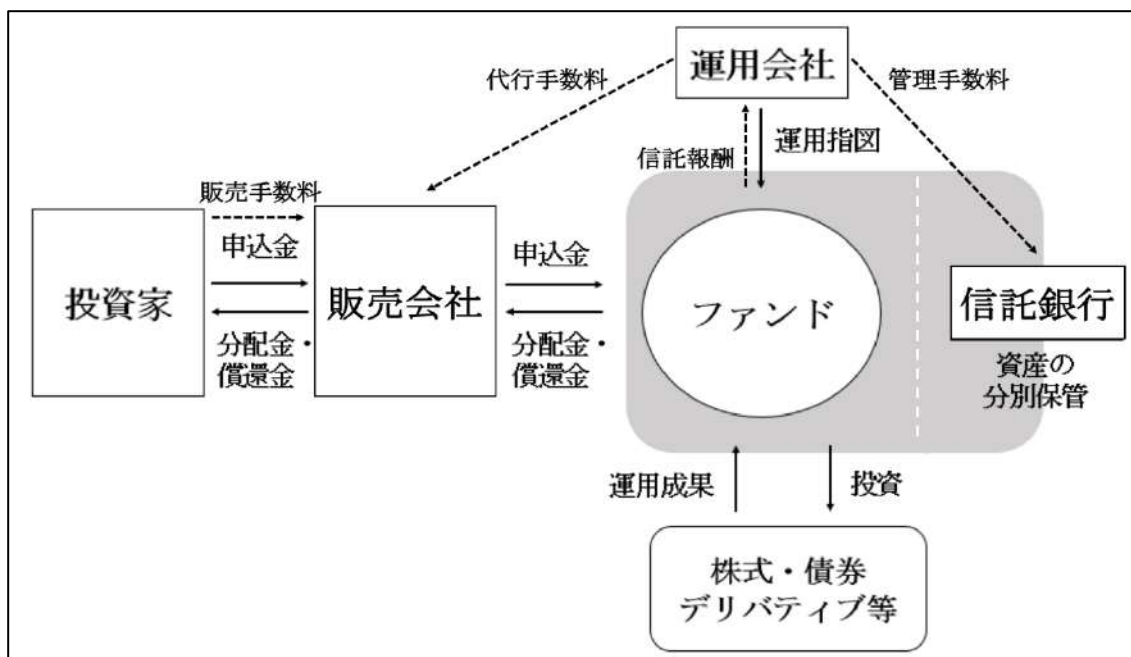 運用会社
代行手数料
管理手数料
信託報酬
運用指図
販売手数料
申込金
申込金
投資家
販売会社
ファンド
信託銀行
分配金・
償還金
分配金・
償還金
資産の
分別保管
運用成果
投資
株式・債券
デリバティブ等